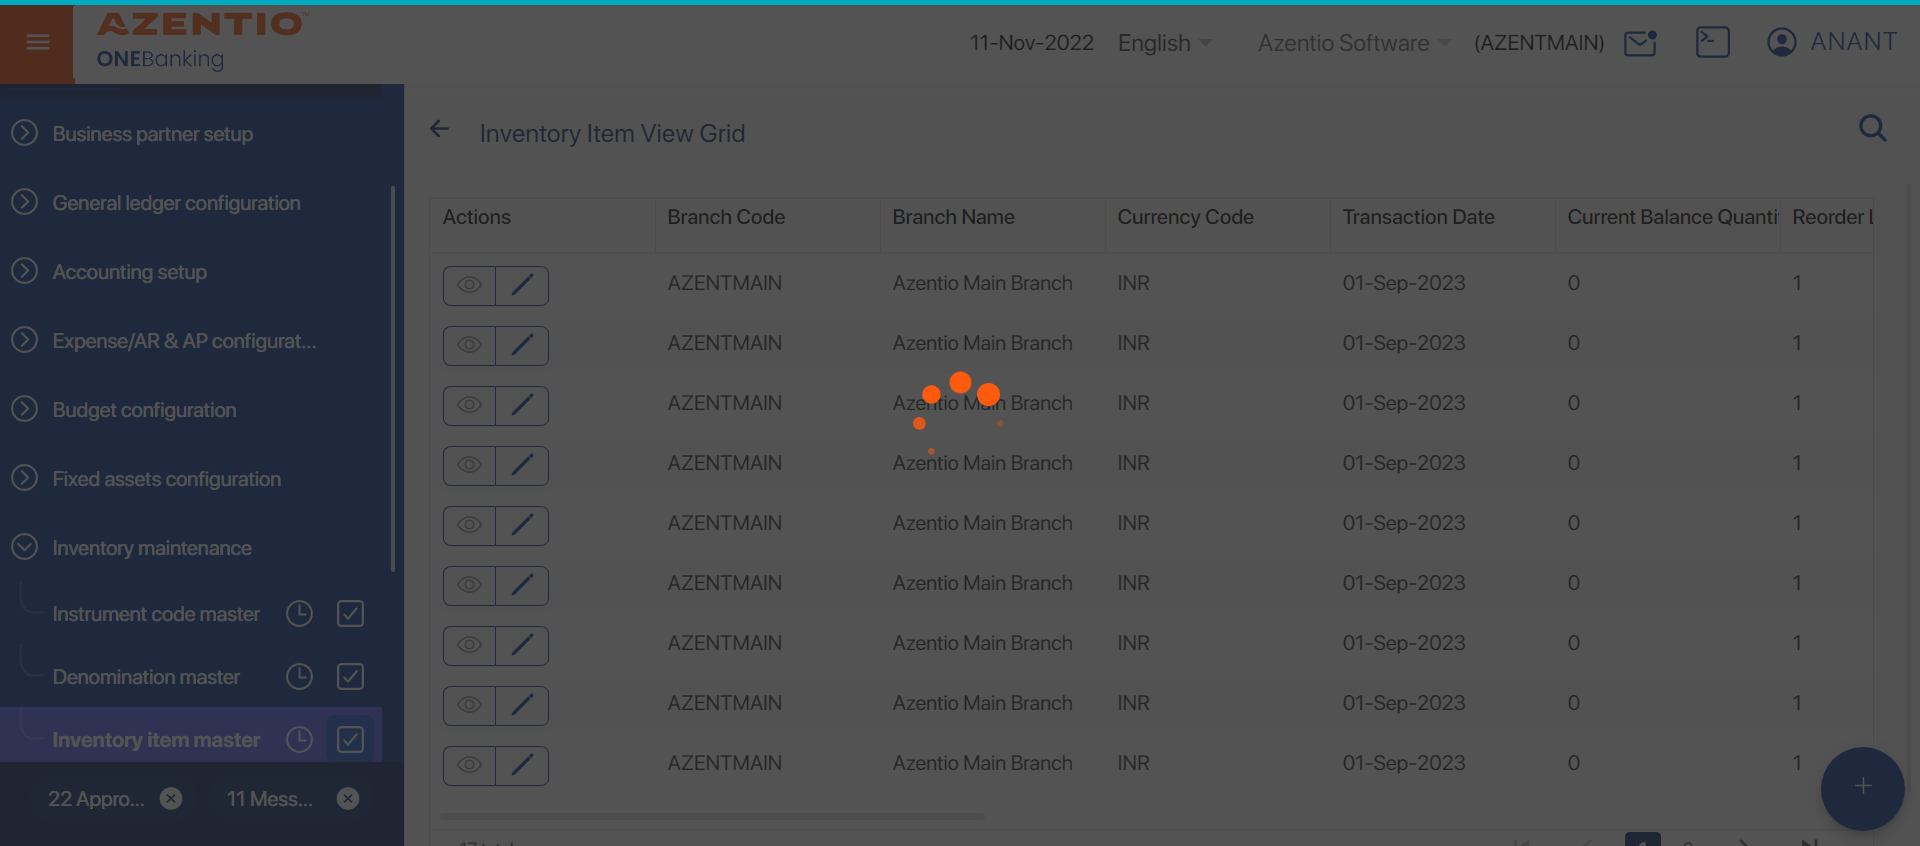 AZENTIO
ONEBanking
11-Nov-2022 English Azentio Software (AZENTMAIN) ANANT
Business partner setup
General ledger configuration
Accounting setup
Expense/AR & AP configurat...
Budget configuration
Fixed assets configuration
Inventory maintenance
Instrument code master
Denomination master
Inventory item master
22 Appro...
11 Mess...
Inventory Item View Grid
Actions Branch Code Branch Name Currency Code Transaction Date Current Balance Quanti Reorder L
AZENTMAIN Azentio Main Branch INR 01-Sep-2023 0 1
AZENTMAIN Azentio Main Branch INR 01-Sep-2023 0 1
AZENTMAIN Azentio Main Branch INR 01-Sep-2023 0 1
AZENTMAIN Azentio Main Branch INR 01-Sep-2023 0 1
AZENTMAIN Azentio Main Branch INR 01-Sep-2023 0 1
AZENTMAIN Azentio Main Branch INR 01-Sep-2023 0 1
AZENTMAIN Azentio Main Branch INR 01-Sep-2023 0 1
AZENTMAIN Azentio Main Branch INR 01-Sep-2023 0 1
AZENTMAIN Azentio Main Branch INR 01-Sep-2023 0 1